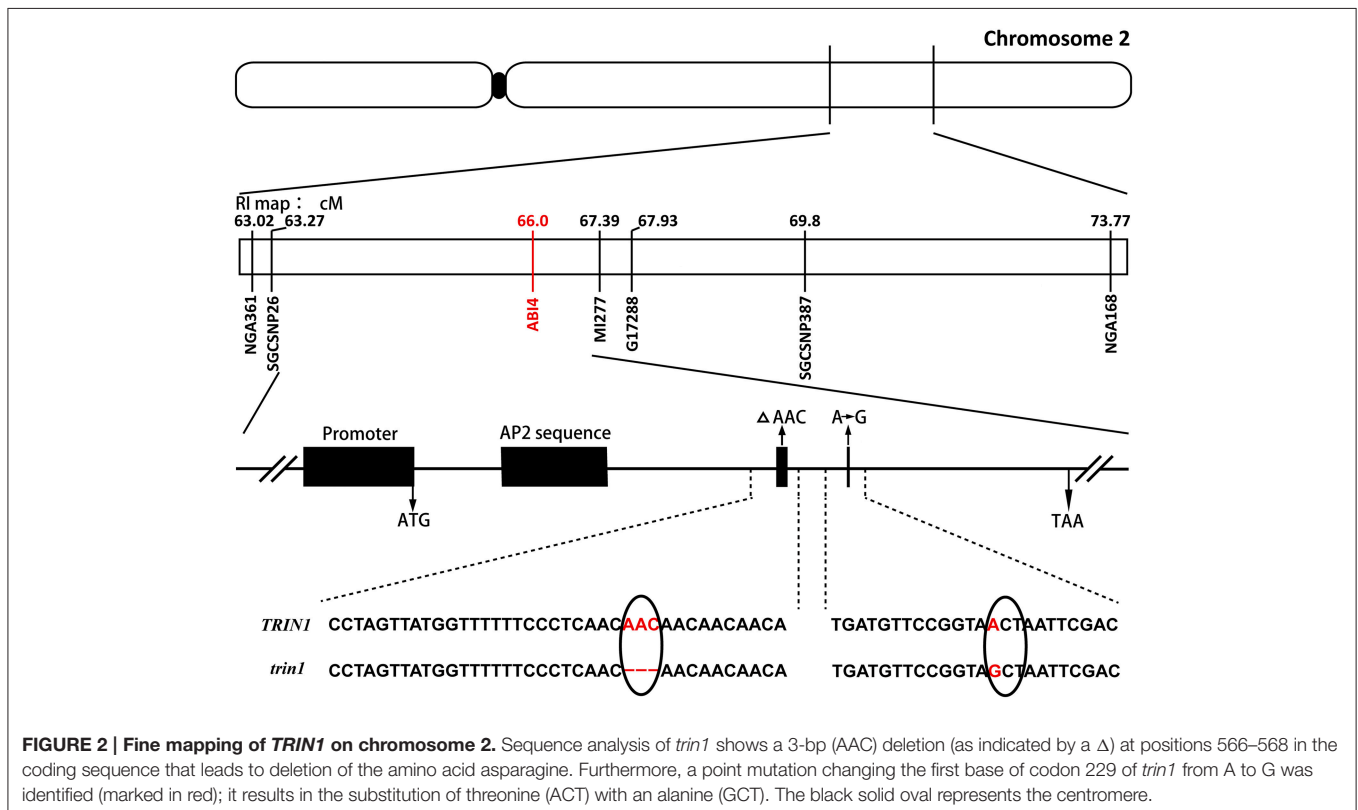 Chromosome 2
RI map： cM
63.02 63.27 66.0 67.39 67.93 69.8 73.77
NGA361 SGCSNP26 ABI4 MI277 G17288 SGCSNP387 NGA168
Promoter AP2 sequence Δ AAC A→G
ATG TAA
TRIN1 CCTAGTTATGGTTTTTTCCCTCAACAACAACAACAACA TGATGTTCCGGTAACTAATTCGAC
trin1 CCTAGTTATGGTTTTTTCCCTCAAC---AACAACAACA TGATGTTCCGGTAGCTAATTCGAC
FIGURE 2 | Fine mapping of TRIN1 on chromosome 2. Sequence analysis of trin1 shows a 3-bp (AAC) deletion (as indicated by a Δ) at positions 566–568 in the
coding sequence that leads to deletion of the amino acid asparagine. Furthermore, a point mutation changing the first base of codon 229 of trin1 from A to G was
identified (marked in red); it results in the substitution of threonine (ACT) with an alanine (GCT). The black solid oval represents the centromere.